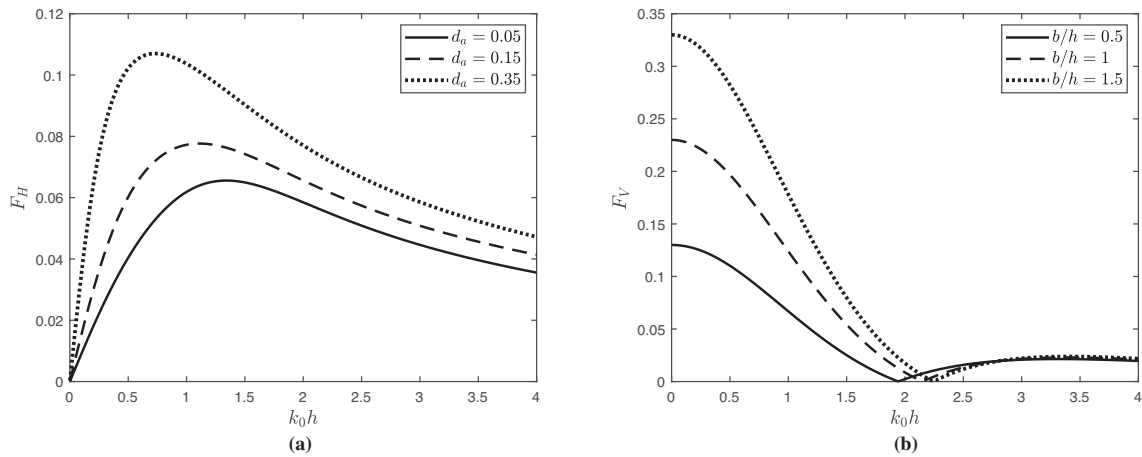 0.12
0.1
0.08
0.06
0.04
0.02
0
F_H
d_a = 0.05
d_a = 0.15
d_a = 0.35
0 0.5 1 1.5 2 2.5 3 3.5 4
k_0h
(a)
0.35
0.3
0.25
0.2
0.15
0.1
0.05
0
F_V
b/h = 0.5
b/h = 1
b/h = 1.5
0 0.5 1 1.5 2 2.5 3 3.5 4
k_0h
(b)